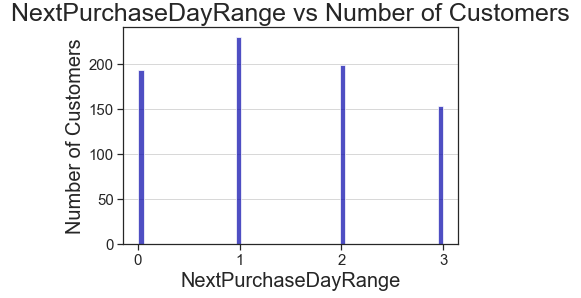 NextPurchaseDayRange vs Number of Customers
Number of Customers
200
150
100
50
0
0 1 2 3
NextPurchaseDayRange